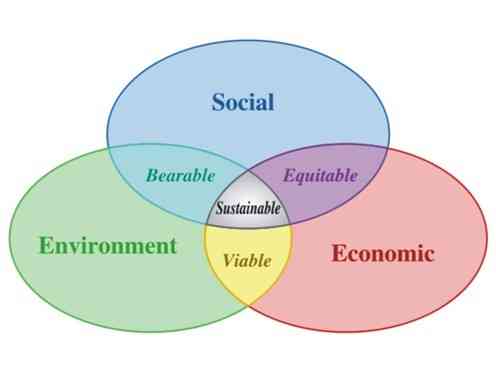 Social
Bearable
Equitable
Sustainable
Environment
Viable
Economic